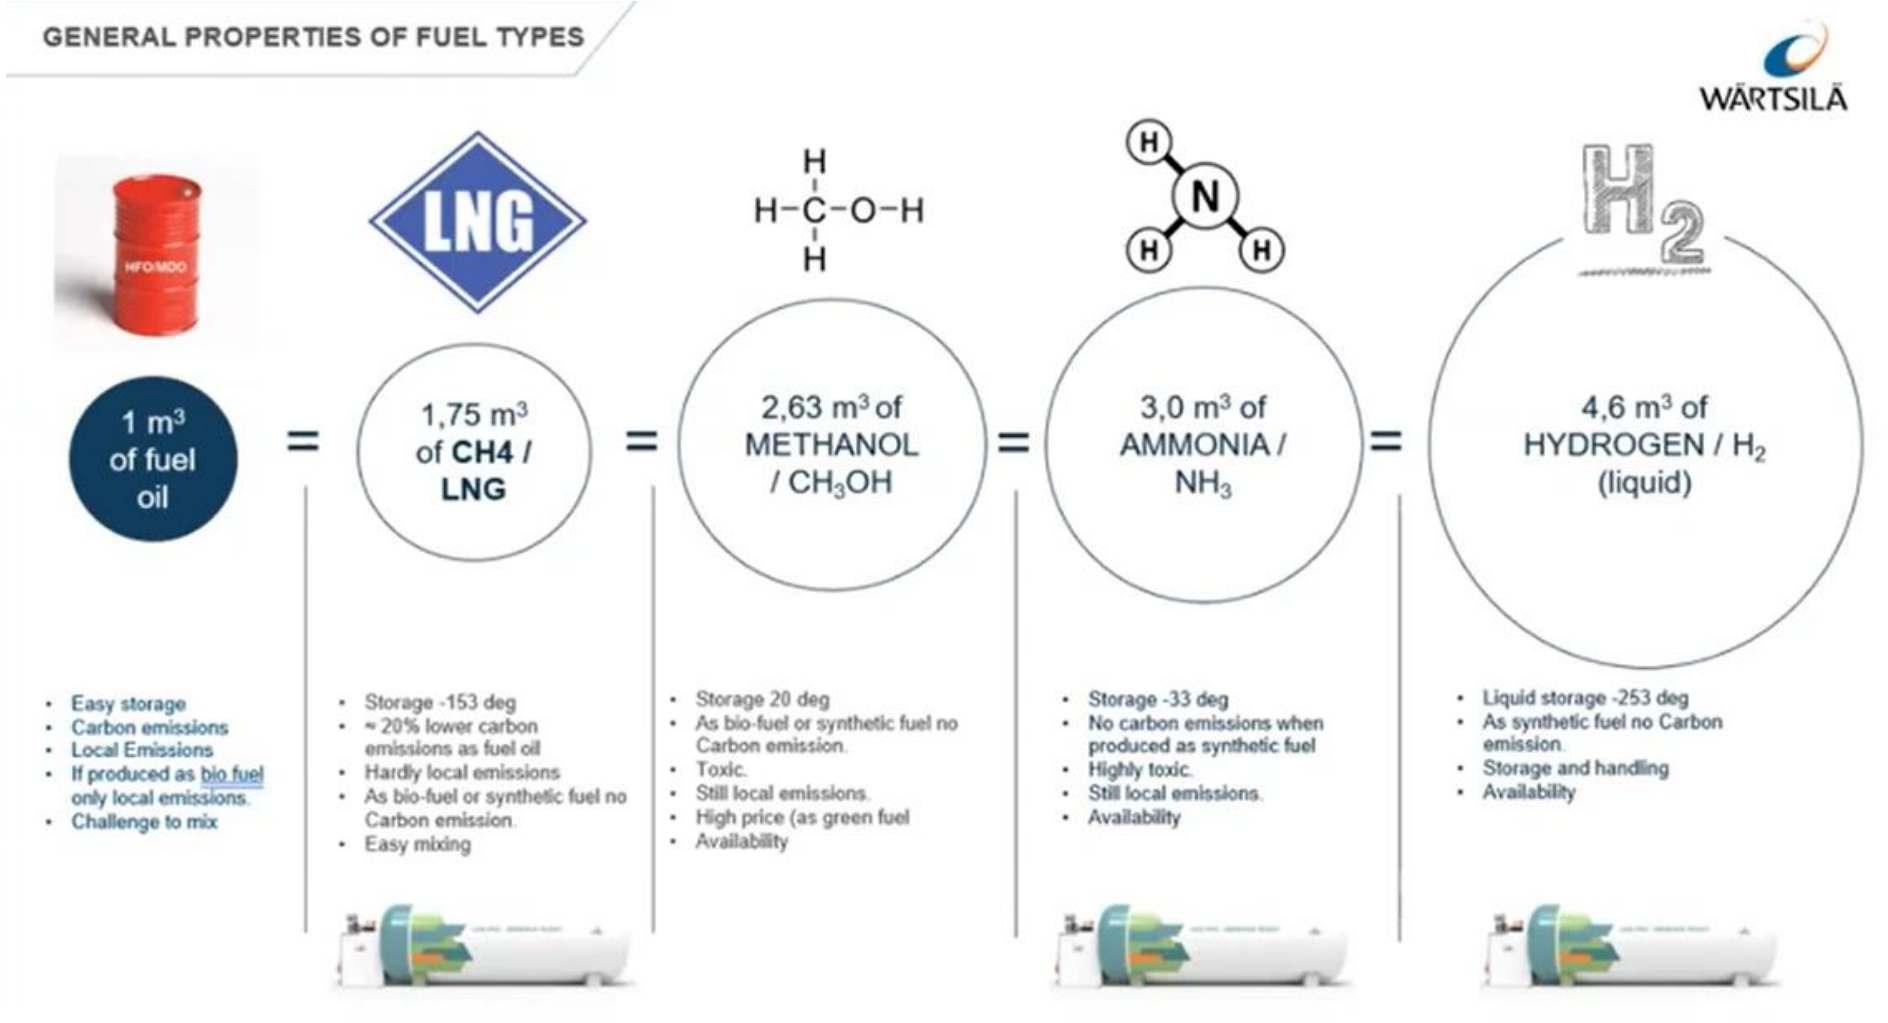 GENERAL PROPERTIES OF FUEL TYPES
WÄRTSILÄ
HFO/MDO
LNG
H
H-C-O-H
H
H
N
H
H
H2
1 m³
of fuel
oil
=
1,75 m³
of CH4 /
LNG
=
2,63 m³ of
METHANOL
/ CH₃OH
=
3,0 m³ of
AMMONIA /
NH₃
=
4,6 m³ of
HYDROGEN / H₂
(liquid)
• Easy storage
• Carbon emissions
• Local Emissions
• If produced as bio fuel
only local emissions.
• Challenge to mix
• Storage -153 deg
• ≈ 20% lower carbon
emissions as fuel oil
• Hardly local emissions
• As bio-fuel or synthetic fuel no
Carbon emission.
• Easy mixing
• Storage 20 deg
• As bio-fuel or synthetic fuel no
Carbon emission.
• Toxic.
• Still local emissions.
• High price (as green fuel
• Availability
• Storage -33 deg
• No carbon emissions when
produced as synthetic fuel
• Highly toxic.
• Still local emissions.
• Availability
• Liquid storage -253 deg
• As synthetic fuel no Carbon
emission.
• Storage and handling
• Availability